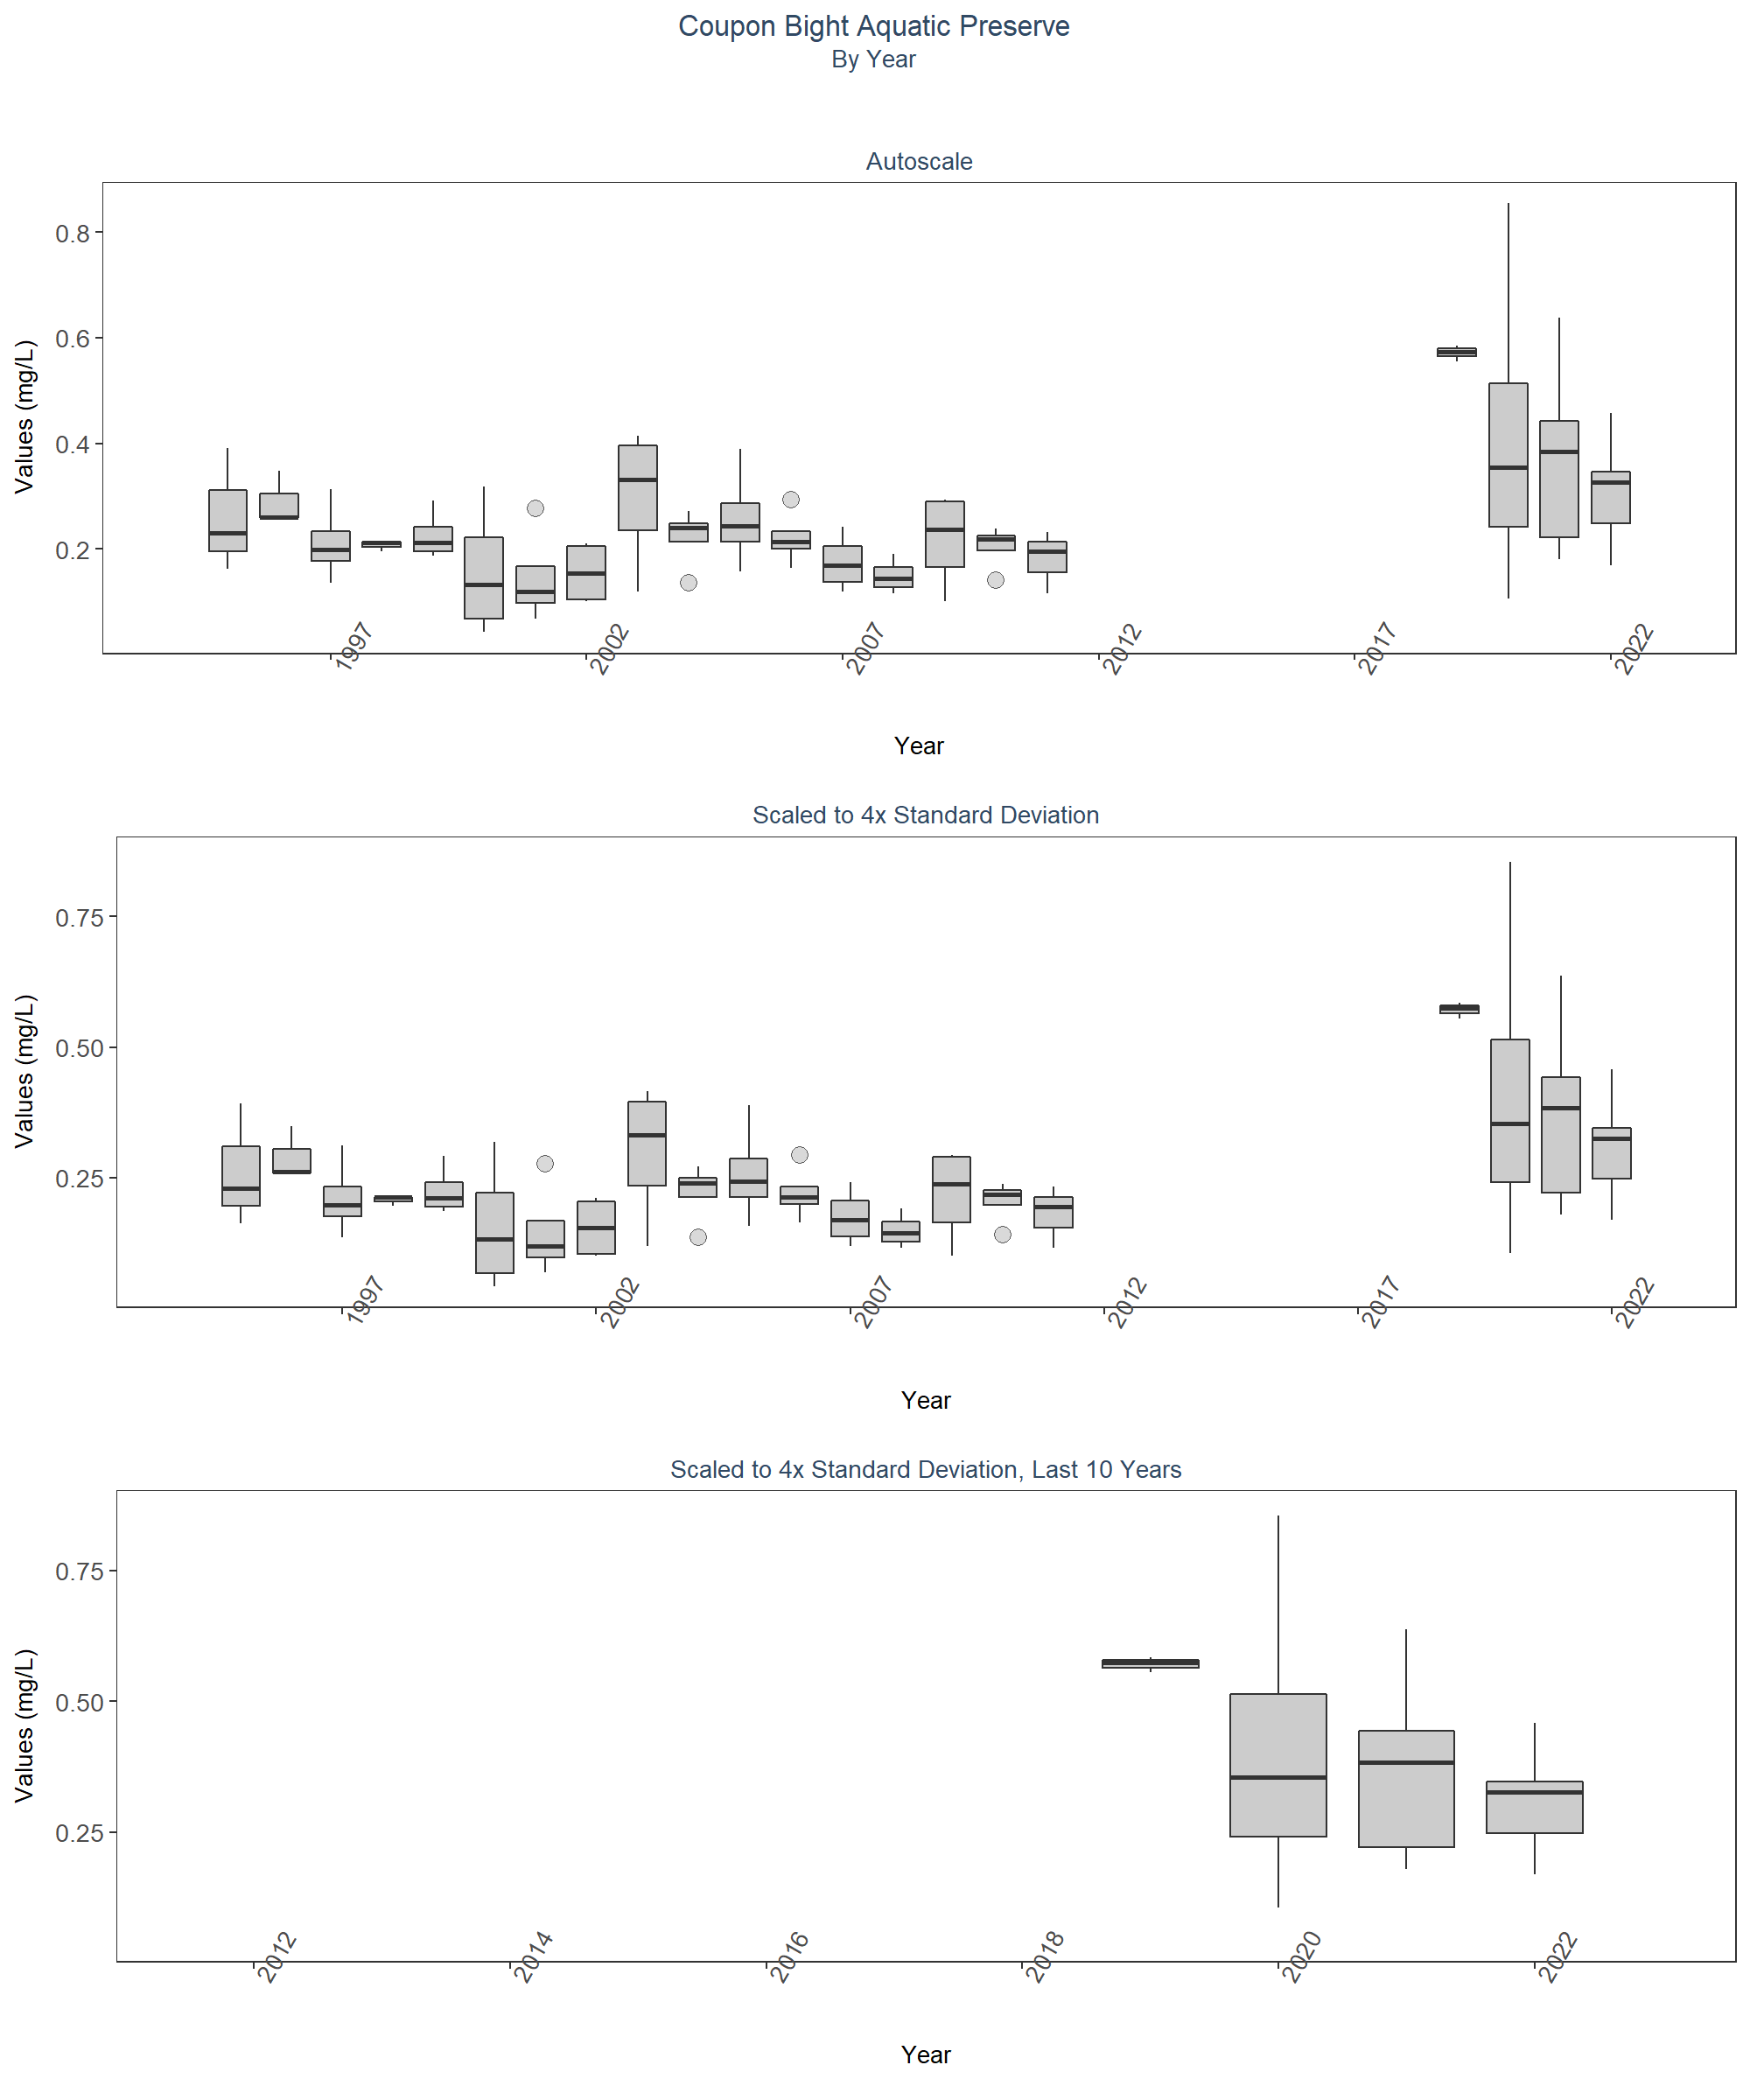 Coupon Bight Aquatic Preserve
By Year
Autoscale
Values (mg/L)
0.8
0.6
0.4
0.2
1997 2002 2007 2012 2017 2022
Year
Scaled to 4x Standard Deviation
Values (mg/L)
0.75
0.50
0.25
1997 2002 2007 2012 2017 2022
Year
Scaled to 4x Standard Deviation, Last 10 Years
Values (mg/L)
0.75
0.50
0.25
2012 2014 2016 2018 2020 2022
Year